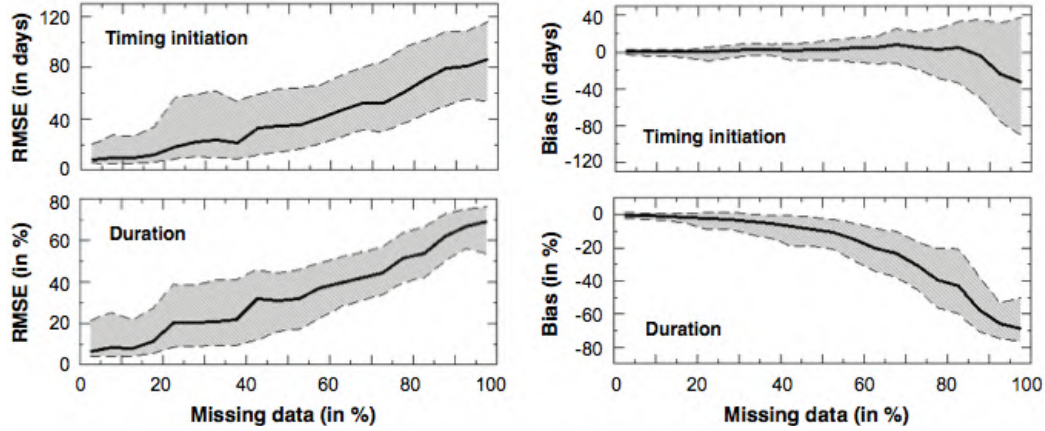 RMSE (in days)
120
80
40
0
Timing initiation
Bias (in days)
40
0
-40
-80
-120
Timing initiation
RMSE (in %)
80
60
40
20
0
Duration
0 20 40 60 80 100
Missing data (in %)
Bias (in %)
0
-20
-40
-60
-80
Duration
0 20 40 60 80 100
Missing data (in %)